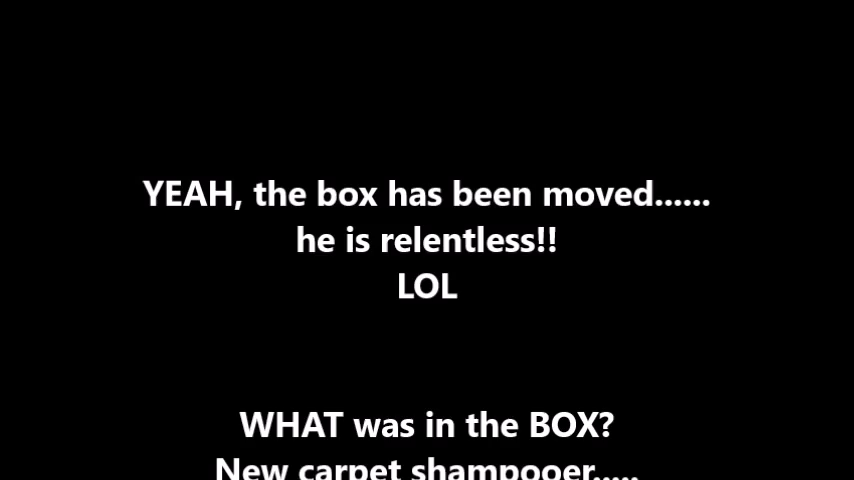 YEAH, the box has been moved......
he is relentless!!
LOL
WHAT was in the BOX?
New carpet shampooer.....